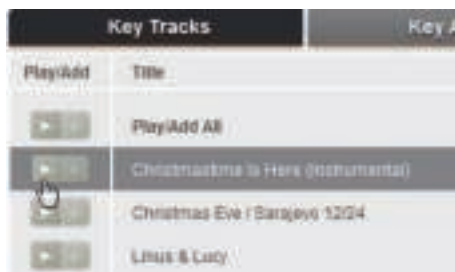 Key Tracks Key A
Play/Add Title
Play/Add All
Christmastime Is Here (Instrumental)
Christmas Eve / Sarajevo 12/24
Linus & Lucy